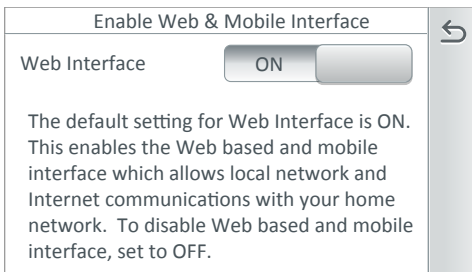 Enable Web & Mobile Interface
Web Interface
ON
The default setting for Web Interface is ON.
This enables the Web based and mobile
interface which allows local network and
Internet communications with your home
network.  To disable Web based and mobile
interface, set to OFF.